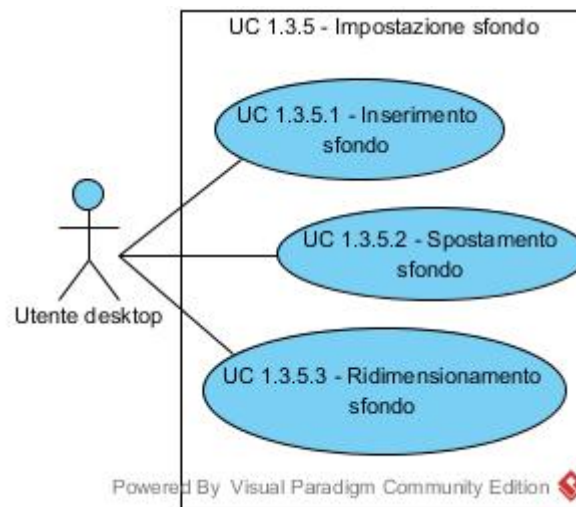 UC 1.3.5 - Impostazione sfondo
UC 1.3.5.1 - Inserimento
sfondo
UC 1.3.5.2 - Spostamento
sfondo
Utente desktop
UC 1.3.5.3 - Ridimensionamento
sfondo
Powered By Visual Paradigm Community Edition